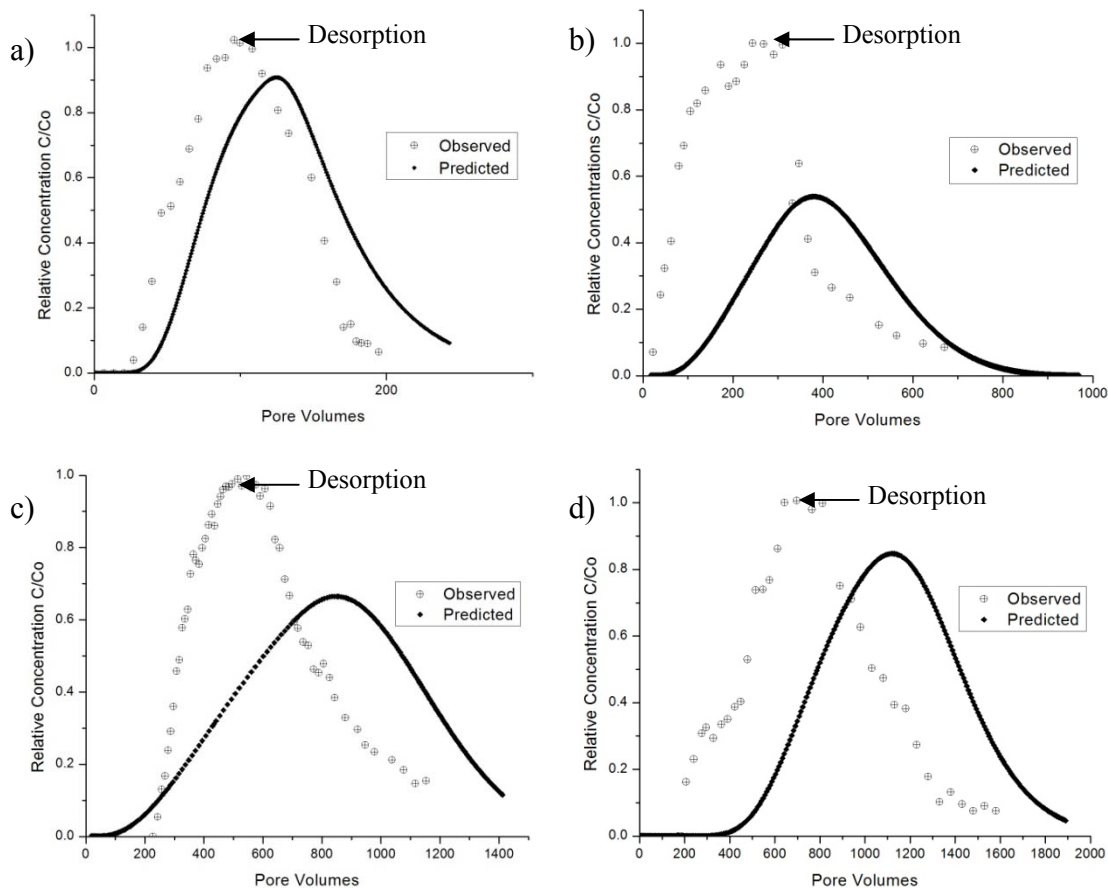 a)
Desorption
Relative Concentration C/Co
1.0
0.8
0.6
0.4
0.2
0.0
Observed
Predicted
0 200
Pore Volumes
b)
Desorption
Relative Concentrations C/Co
1.0
0.8
0.6
0.4
0.2
0.0
Observed
Predicted
0 200 400 600 800 1000
Pore Volumes
c)
Desorption
Relative Concentration C/Co
1.0
0.8
0.6
0.4
0.2
0.0
Observed
Predicted
0 200 400 600 800 1000 1200 1400
Pore Volumes
d)
Desorption
Relative Concentration C/Co
1.0
0.8
0.6
0.4
0.2
0.0
Observed
Predicted
0 200 400 600 800 1000 1200 1400 1600 1800 2000
Pore Volumes